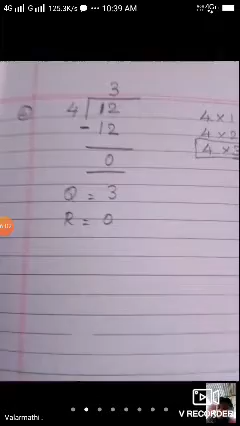 4G G 125.3K/s 10:39 AM
3
4 12
- 12
0
Q = 3
R = 0
4 × 1
4 × 2
4 × 3
V RECORDER
Valarmathi .